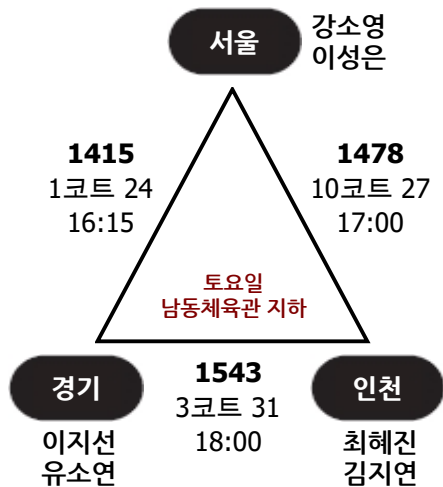 서울
강소영
이성은
1415
1코트 24
16:15
1478
10코트 27
17:00
토요일
남동체육관 지하
경기
이지선
유소연
1543
3코트 31
18:00
인천
최혜진
김지연